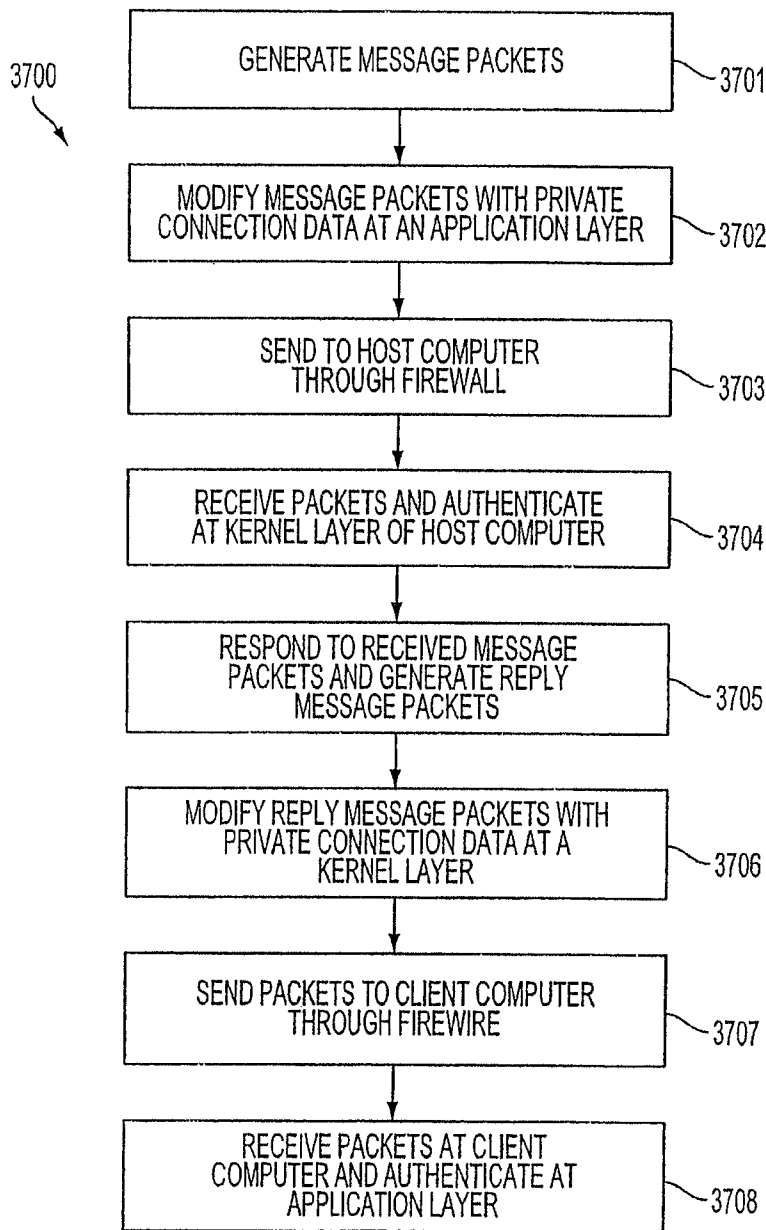 3700
GENERATE MESSAGE PACKETS
3701
MODIFY MESSAGE PACKETS WITH PRIVATE
CONNECTION DATA AT AN APPLICATION LAYER
3702
SEND TO HOST COMPUTER
THROUGH FIREWALL
3703
RECEIVE PACKETS AND AUTHENTICATE
AT KERNEL LAYER OF HOST COMPUTER
3704
RESPOND TO RECEIVED MESSAGE
PACKETS AND GENERATE REPLY
MESSAGE PACKETS
3705
MODIFY REPLY MESSAGE PACKETS WITH
PRIVATE CONNECTION DATA AT A
KERNEL LAYER
3706
SEND PACKETS TO CLIENT COMPUTER
THROUGH FIREWIRE
3707
RECEIVE PACKETS AT CLIENT
COMPUTER AND AUTHENTICATE AT
APPLICATION LAYER
3708